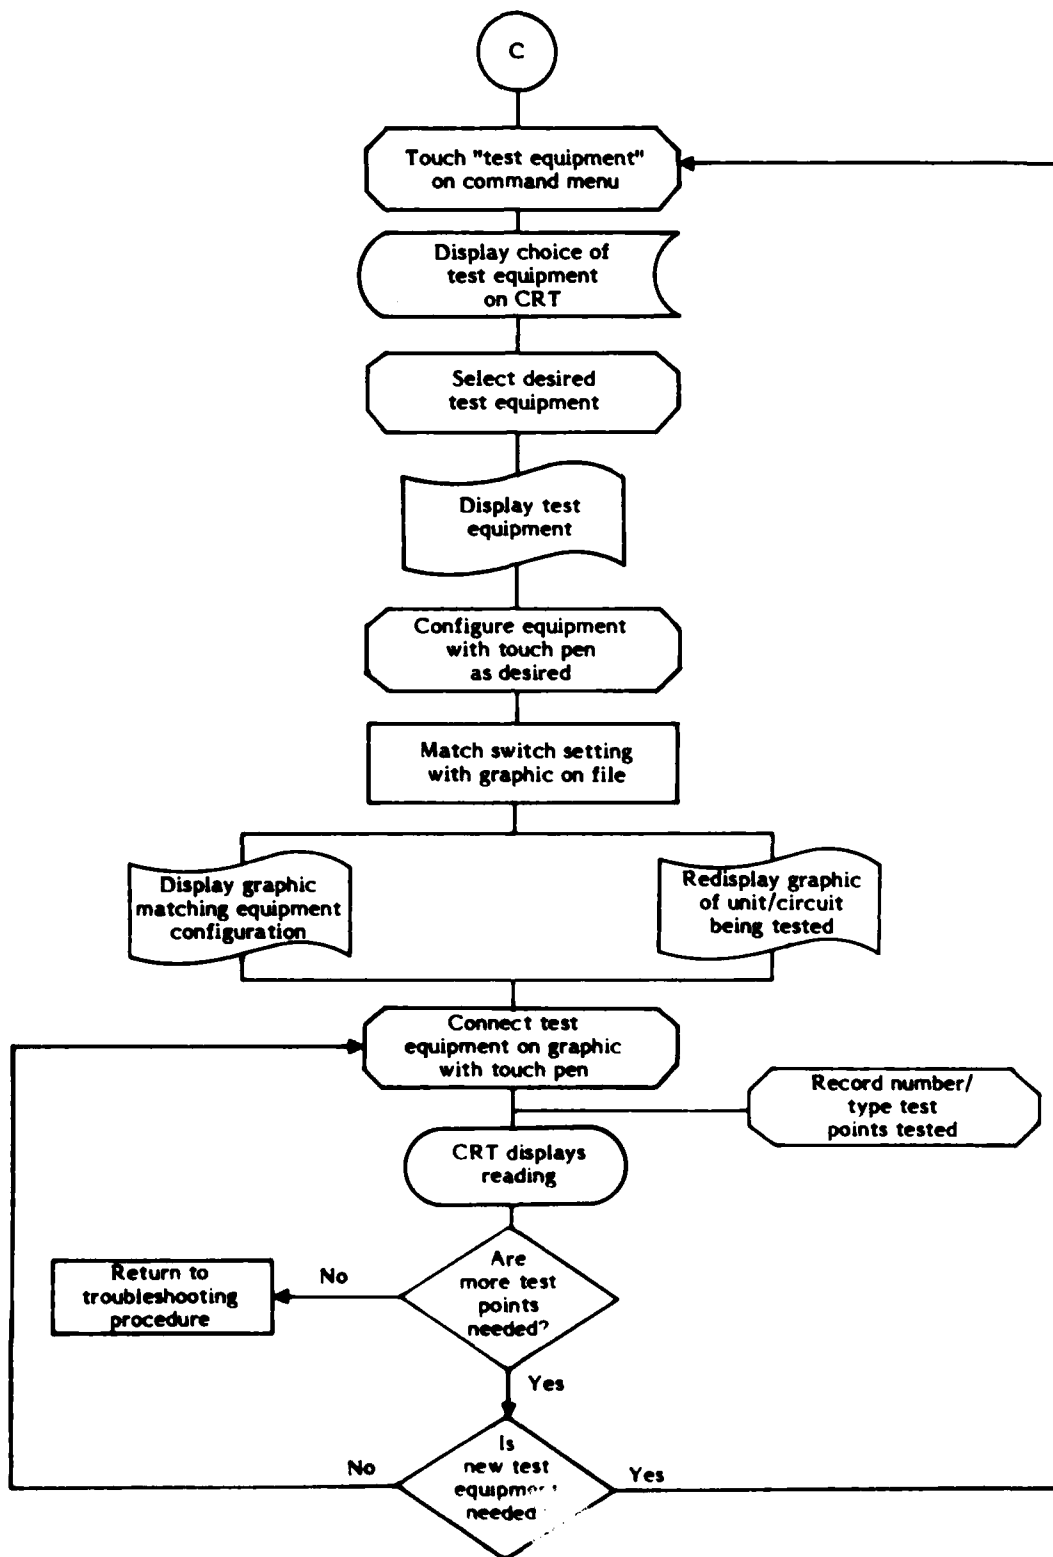 C
Touch "test equipment"
on command menu
Display choice of
test equipment
on CRT
Select desired
test equipment
Display test
equipment
Configure equipment
with touch pen
as desired
Match switch setting
with graphic on file
Display graphic
matching equipment
configuration
Redisplay graphic
of unit/circuit
being tested
Connect test
equipment on graphic
with touch pen
Record number/
type test
points tested
CRT displays
reading
Are
more test
points
needed?
No
Return to
troubleshooting
procedure
Yes
Is
new test
equipment
needed
No
Yes